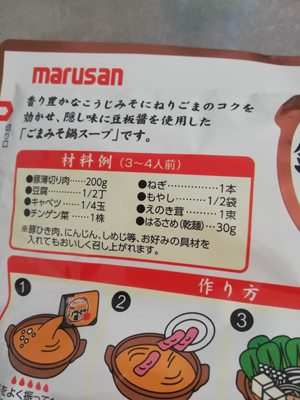 marusan
香り豊かなこうじみそにねりごまのコクを
効かせ、隠し味に豆板醤を使用した
「ごまみそ鍋スープ」です。
材料例（3〜4人前）
●豚薄切り肉……200g
●豆腐…………1/2丁
●キャベツ……1/4玉
●チンゲン菜……1株
●ねぎ…………1本
●もやし………1/2袋
●えのき茸………1束
●はるさめ(乾麺)…30g
※豚ひき肉、にんじん、しめじ等、お好みの具材を
入れてもおいしく召し上がれます。
作り方
1
2
3
をよく振って